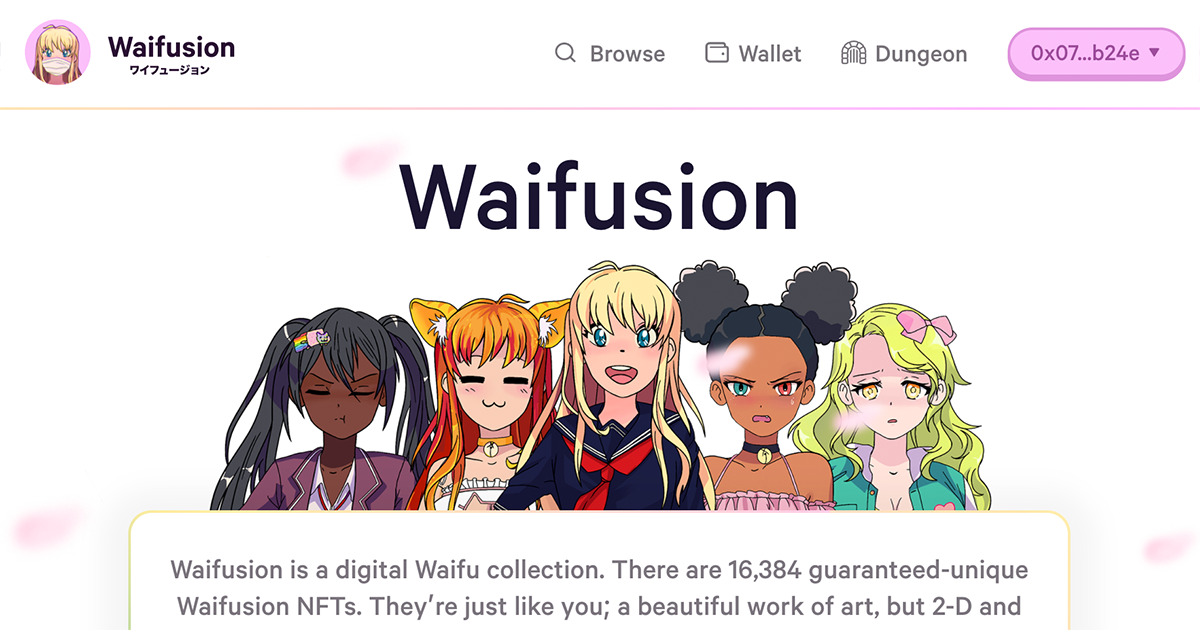 Waifusion
ワイフュージョン
Browse
Wallet
Dungeon
0x07...b24e ▼
Waifusion
Waifusion is a digital Waifu collection. There are 16,384 guaranteed-unique
Waifusion NFTs. They’re just like you; a beautiful work of art, but 2-D and